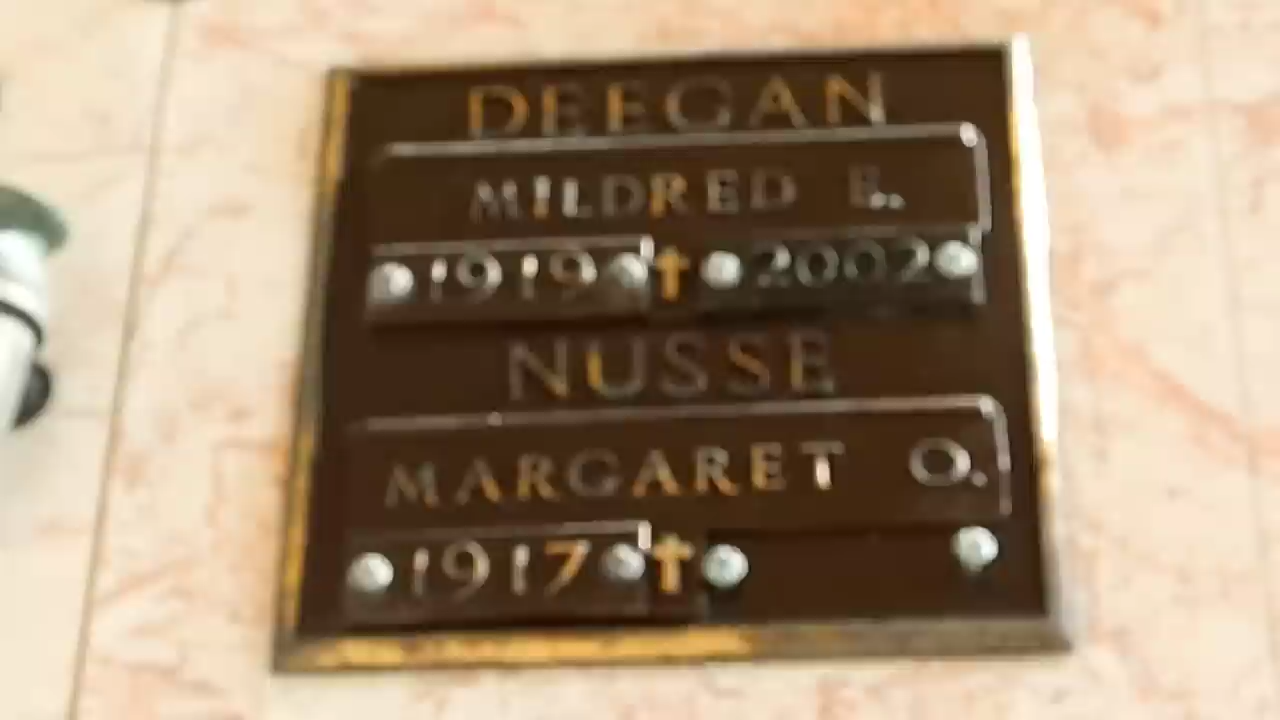 DEEGAN
MILDRED E.
1919 ✝ 2002
NUSSE
MARGARET O.
1917 ✝